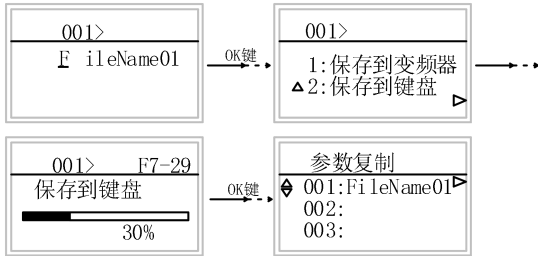 001>
F ileName01
OK键
001>
1:保存到变频器
2:保存到键盘
001> F7-29
保存到键盘
30%
OK键
参数复制
001:FileName01
002:
003: